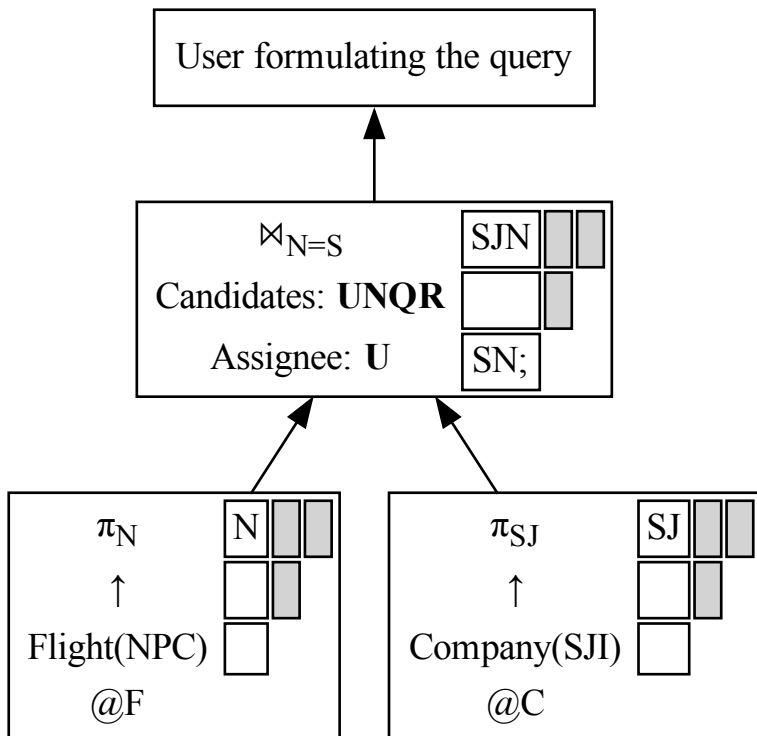 User formulating the query
⋈N=S
SJN
Candidates: UNQR
Assignee: U
SN;
πN
N
↑
Flight(NPC)
@F
πSJ
SJ
↑
Company(SJI)
@C